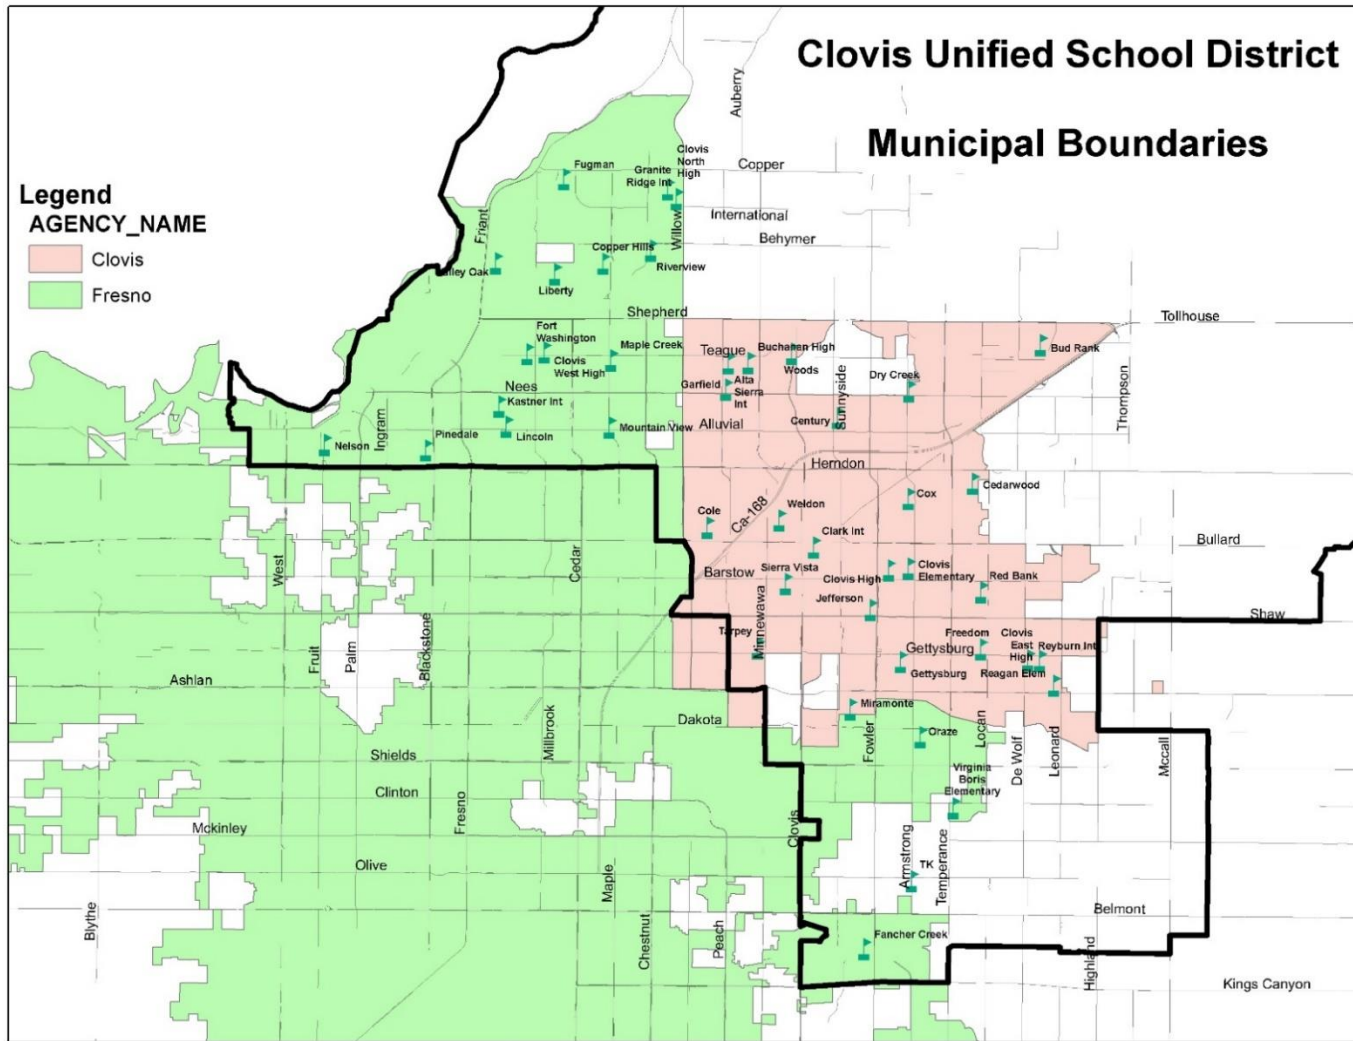 Clovis Unified School District
Municipal Boundaries
Legend
AGENCY_NAME
Clovis
Fresno
Auberry
Copper
Clovis
North
High
Granite
Ridge Int
Fugman
International
Behymer
Friant
Willow
Copper Hills
Riverview
Liberty
Shepherd
Tollhouse
Fort
Washington
Clovis
West High
Maple Creek
Teague
Buchanan High
Woods
Bud Rank
Nees
Garfield
Alta
Sierra
Int
Dry Creek
Sunnyside
Thompson
Kastner Int
Ingram
Nelson
Pinedale
Lincoln
Mountain View
Alluvial
Century
Herndon
Cedarwood
Cox
Cole
Ca-168
Weldon
Clark Int
Bullard
West
Cedar
Barstow
Sierra Vista
Clovis High
Clovis
Elementary
Red Bank
Jefferson
Shaw
Fruit
Palm
Blackstone
Tarpey
Minnewawa
Gettysburg
Freedom
Clovis
East
High
Reyburn Int
Gettysburg
Reagan Elem
Ashlan
Dakota
Miramonte
Millbrook
Fowler
Oraze
Locan
De Wolf
Leonard
Mccall
Shields
Clinton
Virginia
Boris
Elementary
Mckinley
Fresno
Clovis
Olive
Maple
Armstrong
Temperance
TK
Blythe
Chestnut
Peach
Belmont
Fancher Creek
Highland
Kings Canyon